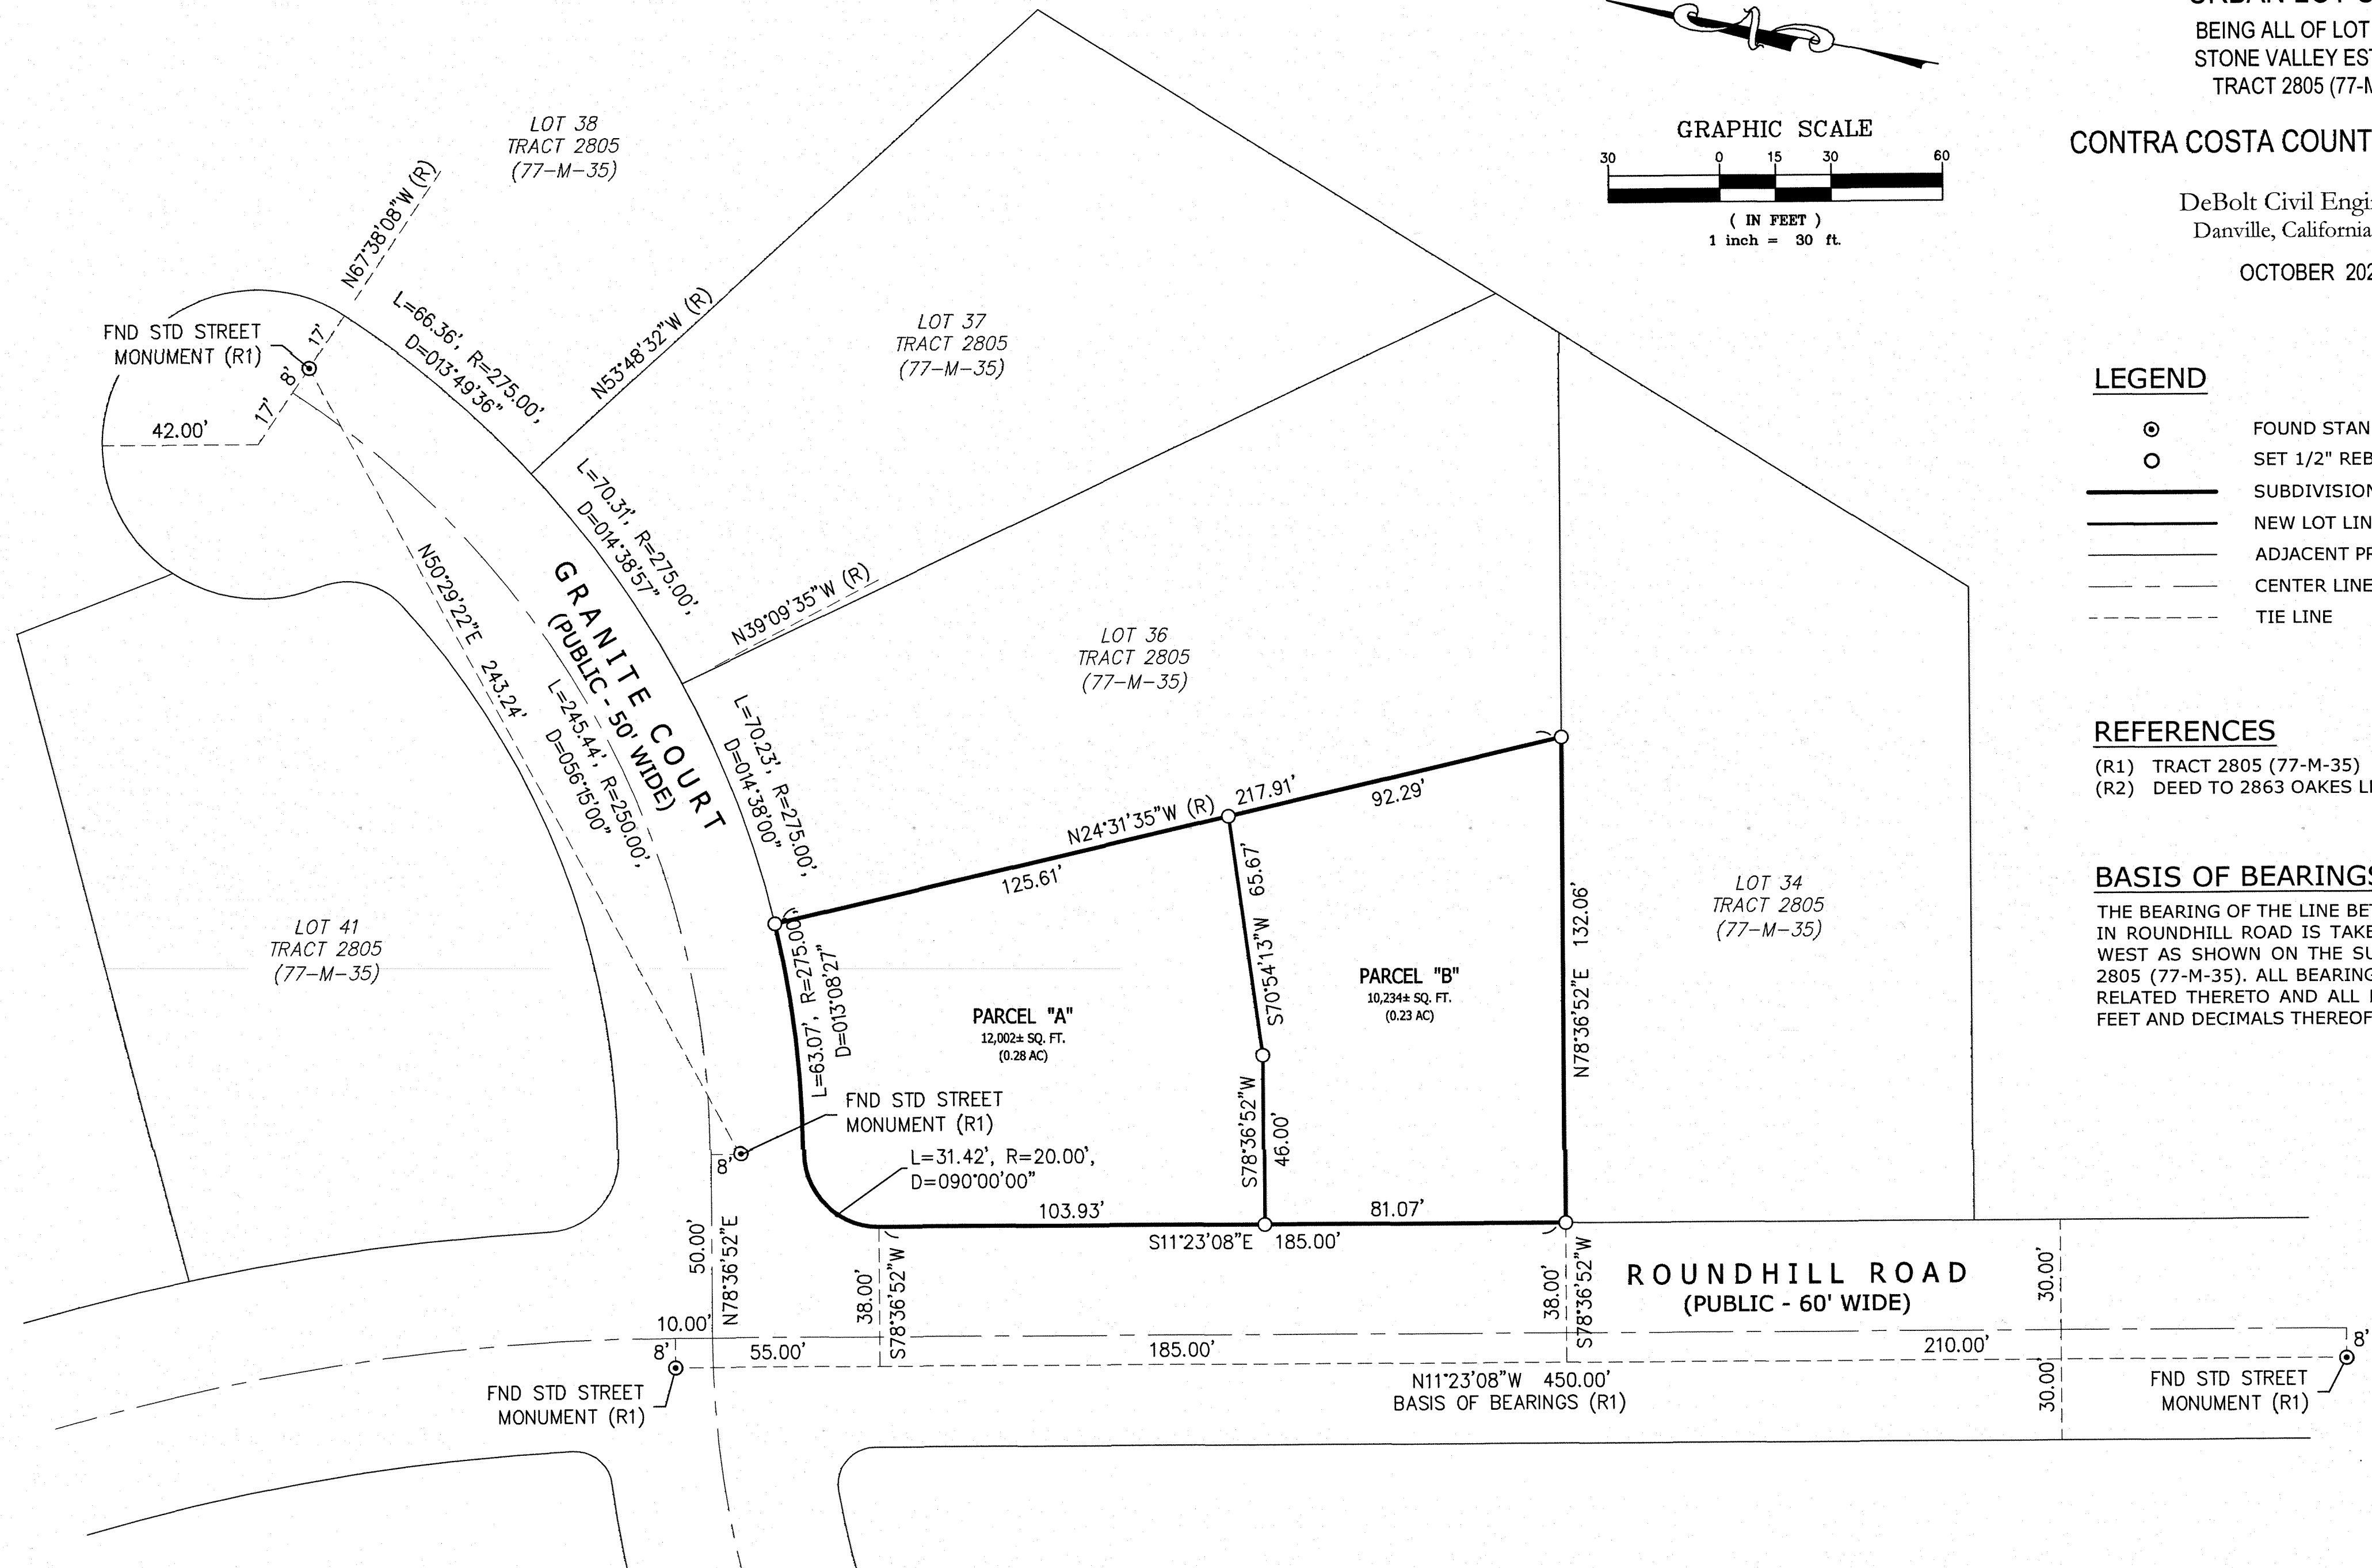 BEING ALL OF LOT
STONE VALLEY
TRACT 2805
CONTRA COSTA
DeBolt Civil
Danville, California
OCTOBER
GRAPHIC SCALE
30 0 15 30 60
( IN FEET )
1 inch = 30 ft.
LEGEND
FOUND
SET 1/2"
SUBDIVISION
NEW LOT
ADJACENT
CENTER LINE
TIE LINE
REFERENCES
(R1) TRACT 2805 (77-M-35)
(R2) DEED TO 2863 OAKES
BASIS OF BEARINGS
THE BEARING OF THE LINE
IN ROUNDHILL ROAD IS
WEST AS SHOWN ON THE
2805 (77-M-35). ALL
RELATED THERETO AND ALL
FEET AND DECIMALS THEREOF
LOT 38
TRACT 2805
(77-M-35)
N67°38'08"W (R)
FND STD STREET
MONUMENT (R1)
17'
8'
17'
42.00'
L=66.36', R=275.00',
D=013°49'36"
N53°48'32"W (R)
LOT 37
TRACT 2805
(77-M-35)
L=70.31', R=275.00',
D=014°38'57"
N39°09'35"W (R)
LOT 36
TRACT 2805
(77-M-35)
GRANITE COURT
(PUBLIC - 50' WIDE)
N50°29'22"E 243.24'
L=245.44', R=250.00',
D=056°15'00"
L=70.23', R=275.00',
D=014°38'00"
N24°31'35"W (R)
217.91'
125.61'
92.29'
LOT 41
TRACT 2805
(77-M-35)
L=63.07', R=275.00',
D=013°08'27"
PARCEL "A"
12,002± SQ. FT.
(0.28 AC)
S70°54'13"W 65.67'
PARCEL "B"
10,234± SQ. FT.
(0.23 AC)
N78°36'52"E 132.06'
LOT 34
TRACT 2805
(77-M-35)
FND STD STREET
MONUMENT (R1)
8'
L=31.42', R=20.00',
D=090°00'00"
S78°36'52"W
46.00'
103.93'
81.07'
S11°23'08"E 185.00'
50.00'
N78°36'52"E
38.00'
S78°36'52"W
38.00'
S78°36'52"W
ROUNDHILL ROAD
(PUBLIC - 60' WIDE)
30.00'
10.00'
8'
55.00'
185.00'
210.00'
8'
N11°23'08"W 450.00'
BASIS OF BEARINGS (R1)
30.00'
FND STD STREET
MONUMENT (R1)
FND STD STREET
MONUMENT (R1)